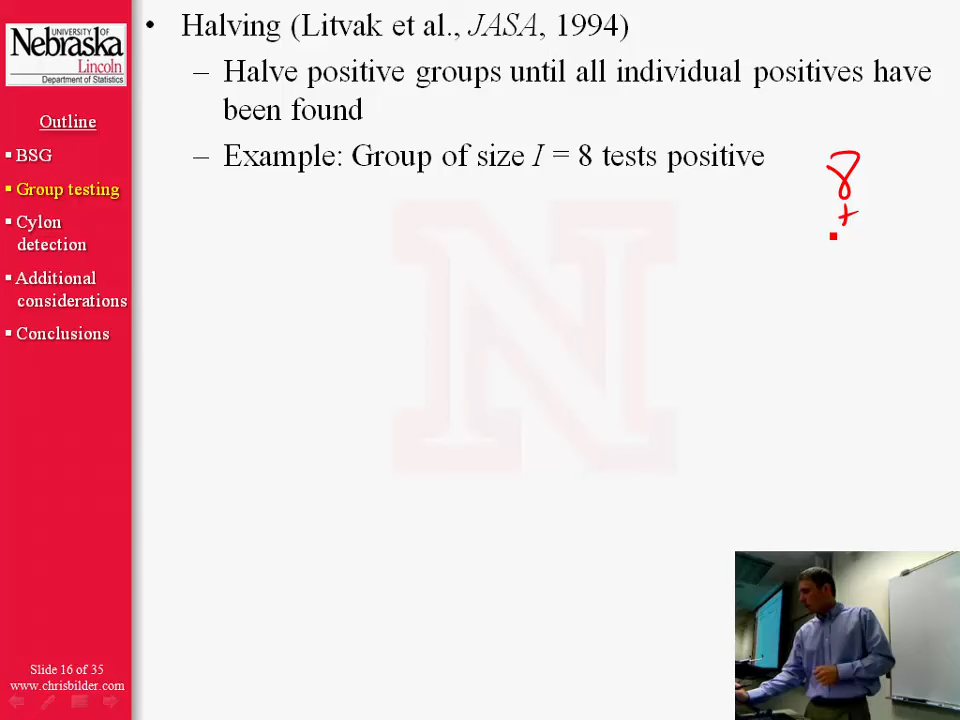 UNIVERSITY OF
Nebraska
Lincoln
Department of Statistics
Outline
▪ BSG
▪ Group testing
▪ Cylon
detection
▪ Additional
considerations
▪ Conclusions
Slide 16 of 35
www.chrisbilder.com
• Halving (Litvak et al., JASA, 1994)
– Halve positive groups until all individual positives have
been found
– Example: Group of size I = 8 tests positive
8
+
N